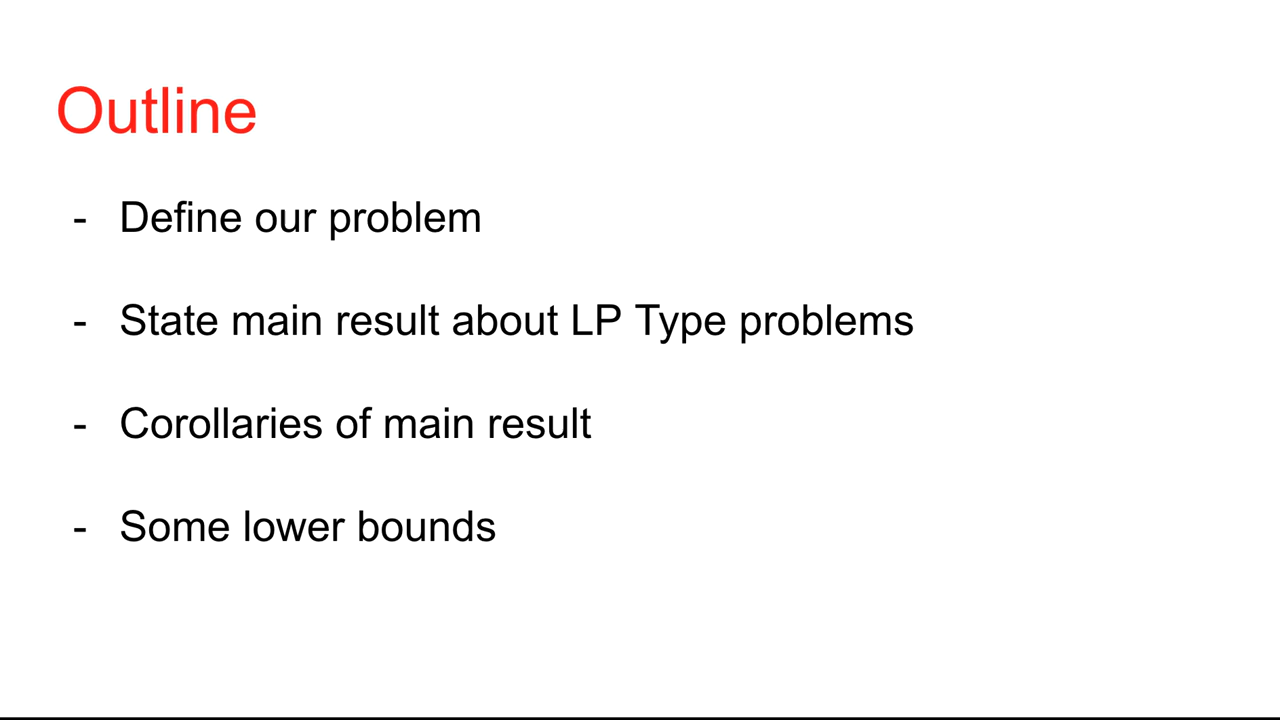 Outline
- Define our problem
- State main result about LP Type problems
- Corollaries of main result
- Some lower bounds